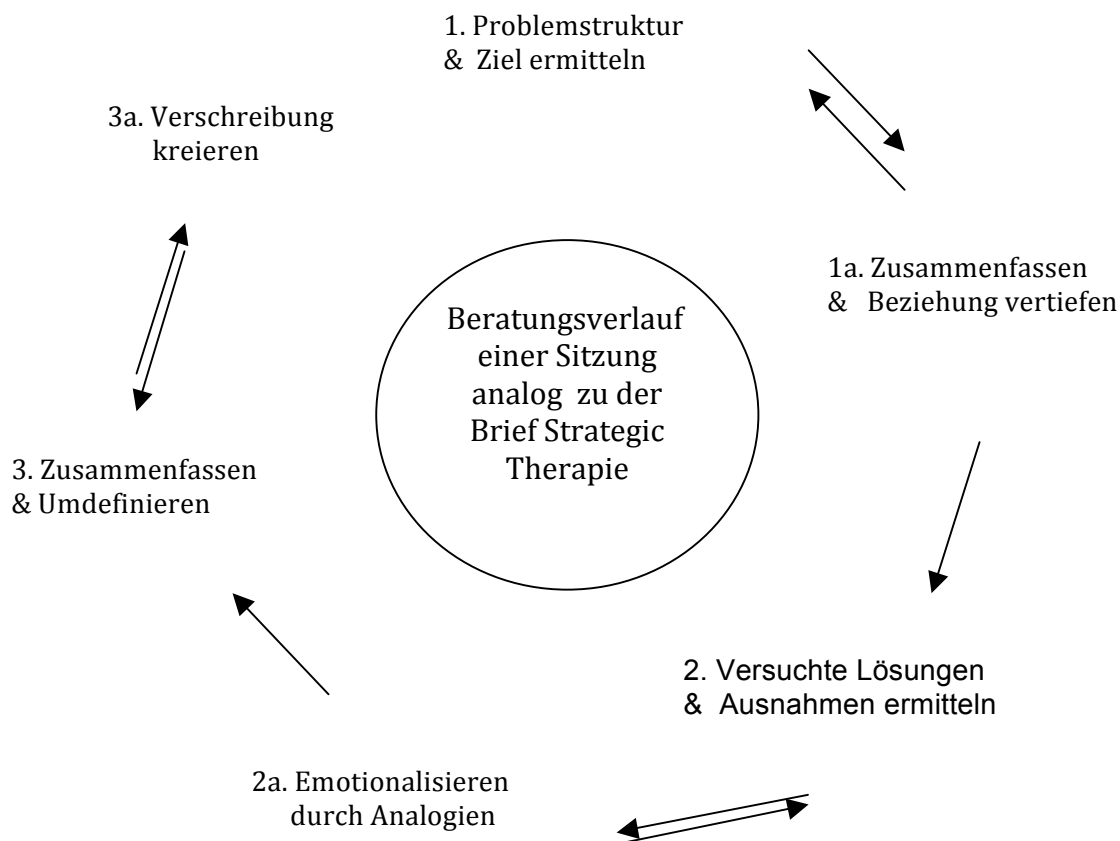 1. Problemstruktur
& Ziel ermitteln
1a. Zusammenfassen
& Beziehung vertiefen
2. Versuchte Lösungen
& Ausnahmen ermitteln
2a. Emotionalisieren
durch Analogien
3. Zusammenfassen
& Umdefinieren
3a. Verschreibung
kreieren
Beratungsverlauf
einer Sitzung
analog zu der
Brief Strategic
Therapie